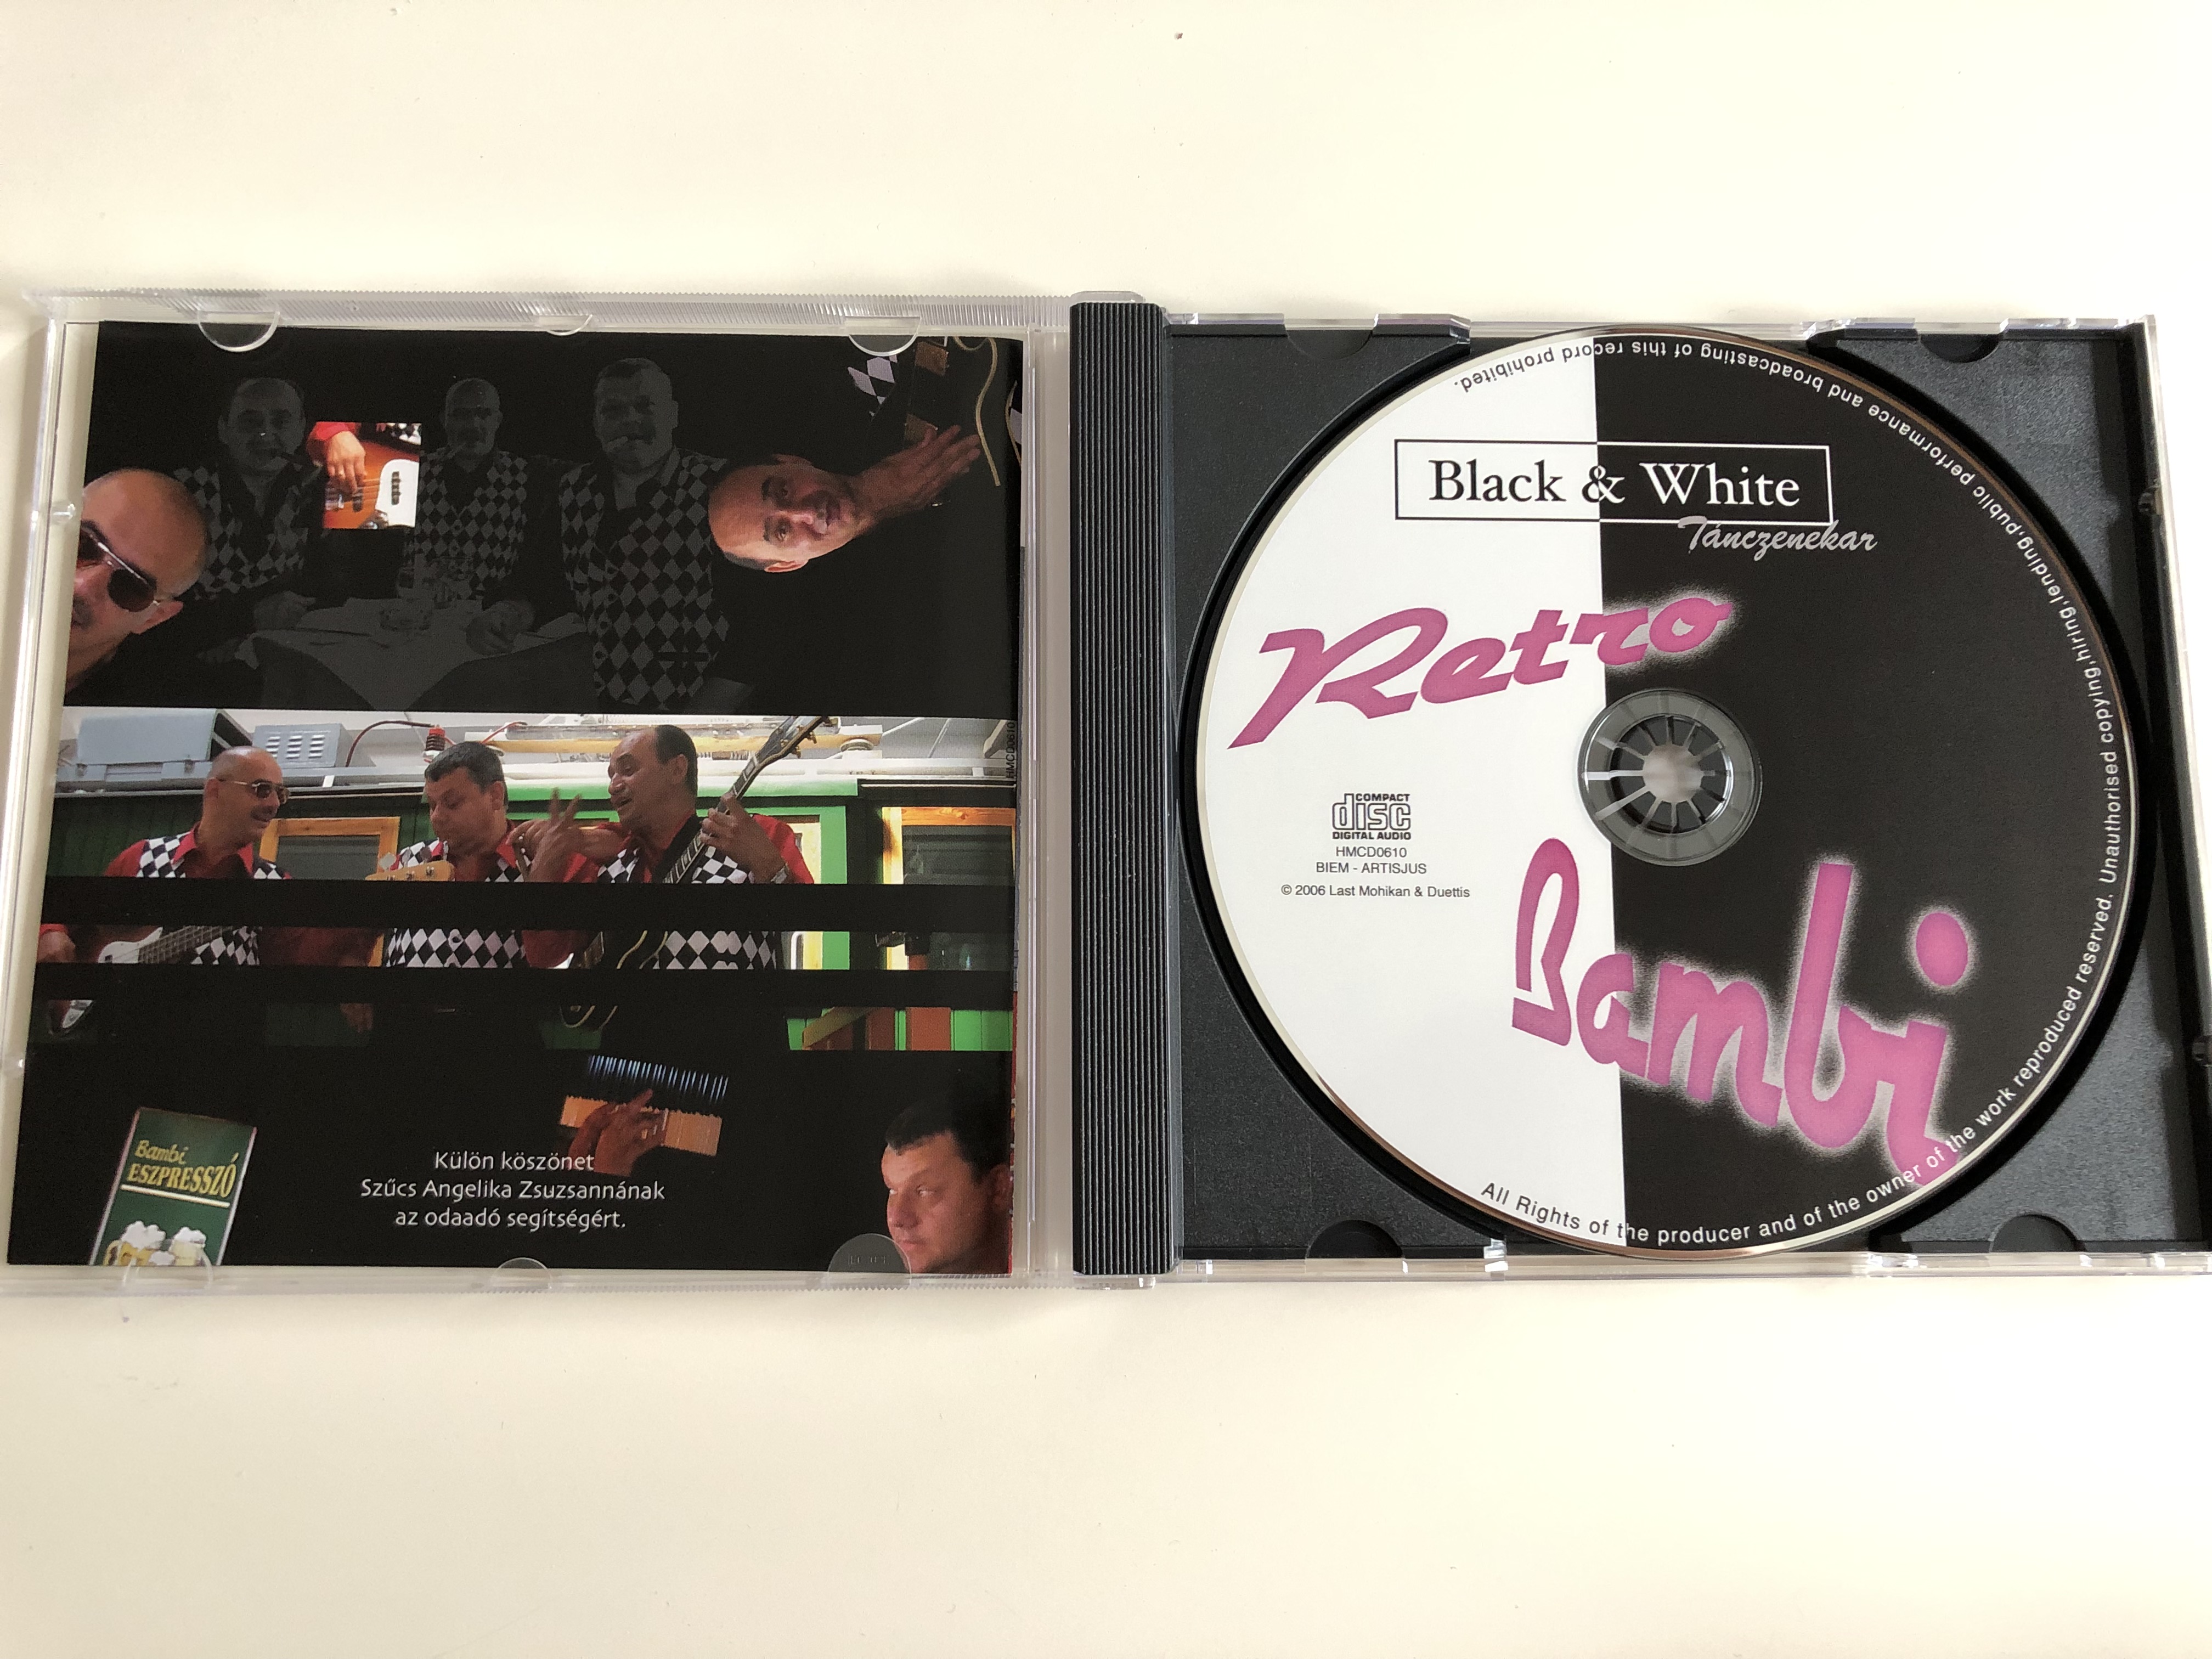 HMCD0610
Bambi
ESZPRESSZÓ
Külön köszönet
Szűcs Angelika Zsuzsannának
az odaadó segítségért.
Black & White
Tánczenekar
Retro
Bambi
COMPACT
disc
DIGITAL AUDIO
HMCD0610
BIEM - ARTISJUS
© 2006 Last Mohikan & Duettis
All Rights of the producer and of the owner of the work reproduced reserved. Unauthorised copying,hiring,lending,public performance and broadcasting of this record prohibited.